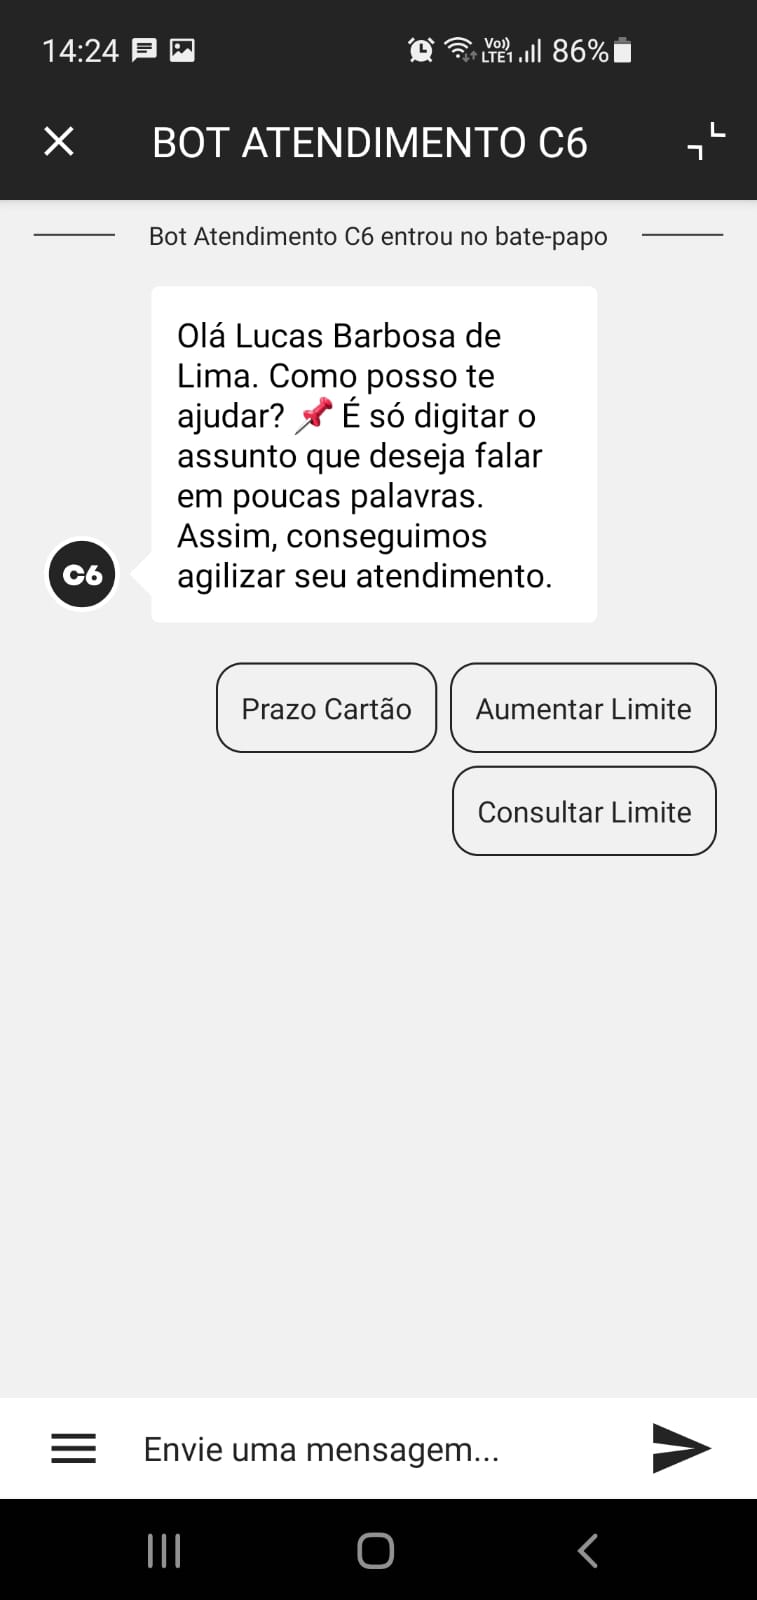 14:24
Vo))
LTE1
86%
BOT ATENDIMENTO C6
Bot Atendimento C6 entrou no bate-papo
Olá Lucas Barbosa de
Lima. Como posso te
ajudar? 📌 É só digitar o
assunto que deseja falar
em poucas palavras.
Assim, conseguimos
agilizar seu atendimento.
C6
Prazo Cartão
Aumentar Limite
Consultar Limite
Envie uma mensagem...